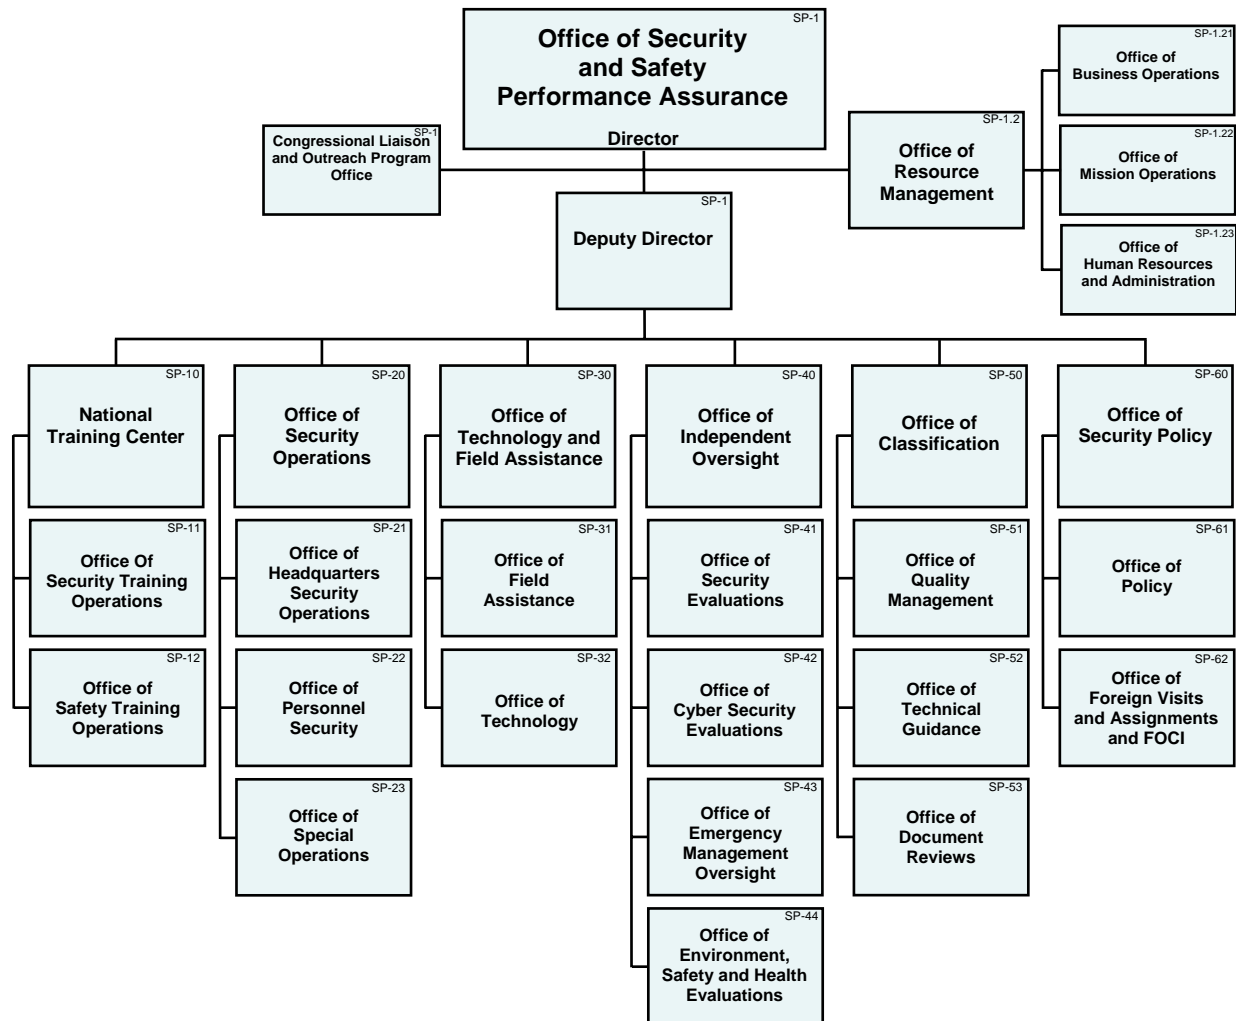 SP-1
Office of Security
and Safety
Performance Assurance
Director
SP-1
Congressional Liaison
and Outreach Program
Office
SP-1.2
Office of
Resource
Management
SP-1.21
Office of
Business Operations
SP-1.22
Office of
Mission Operations
SP-1.23
Office of
Human Resources
and Administration
SP-1
Deputy Director
SP-10
National
Training Center
SP-11
Office Of
Security Training
Operations
SP-12
Office of
Safety Training
Operations
SP-20
Office of
Security
Operations
SP-21
Office of
Headquarters
Security
Operations
SP-22
Office of
Personnel
Security
SP-23
Office of
Special
Operations
SP-30
Office of
Technology and
Field Assistance
SP-31
Office of
Field
Assistance
SP-32
Office of
Technology
SP-40
Office of
Independent
Oversight
SP-41
Office of
Security
Evaluations
SP-42
Office of
Cyber Security
Evaluations
SP-43
Office of
Emergency
Management
Oversight
SP-44
Office of
Environment,
Safety and Health
Evaluations
SP-50
Office of
Classification
SP-51
Office of
Quality
Management
SP-52
Office of
Technical
Guidance
SP-53
Office of
Document
Reviews
SP-60
Office of
Security Policy
SP-61
Office of
Policy
SP-62
Office of
Foreign Visits
and Assignments
and FOCI